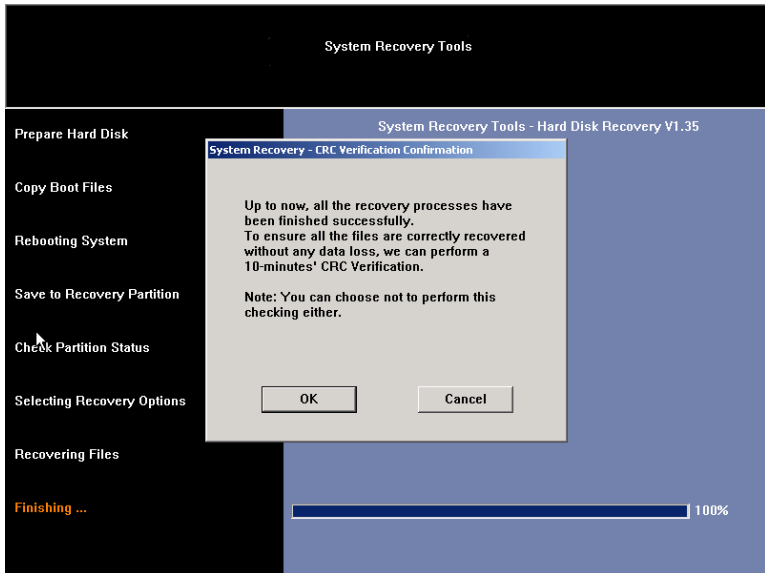 System Recovery Tools
System Recovery Tools - Hard Disk Recovery V1.35
Prepare Hard Disk
Copy Boot Files
Rebooting System
Save to Recovery Partition
Check Partition Status
Selecting Recovery Options
Recovering Files
Finishing ...
System Recovery - CRC Verification Confirmation
Up to now, all the recovery processes have
been finished successfully.
To ensure all the files are correctly recovered
without any data loss, we can perform a
10-minutes' CRC Verification.
Note: You can choose not to perform this
checking either.
OK
Cancel
100%